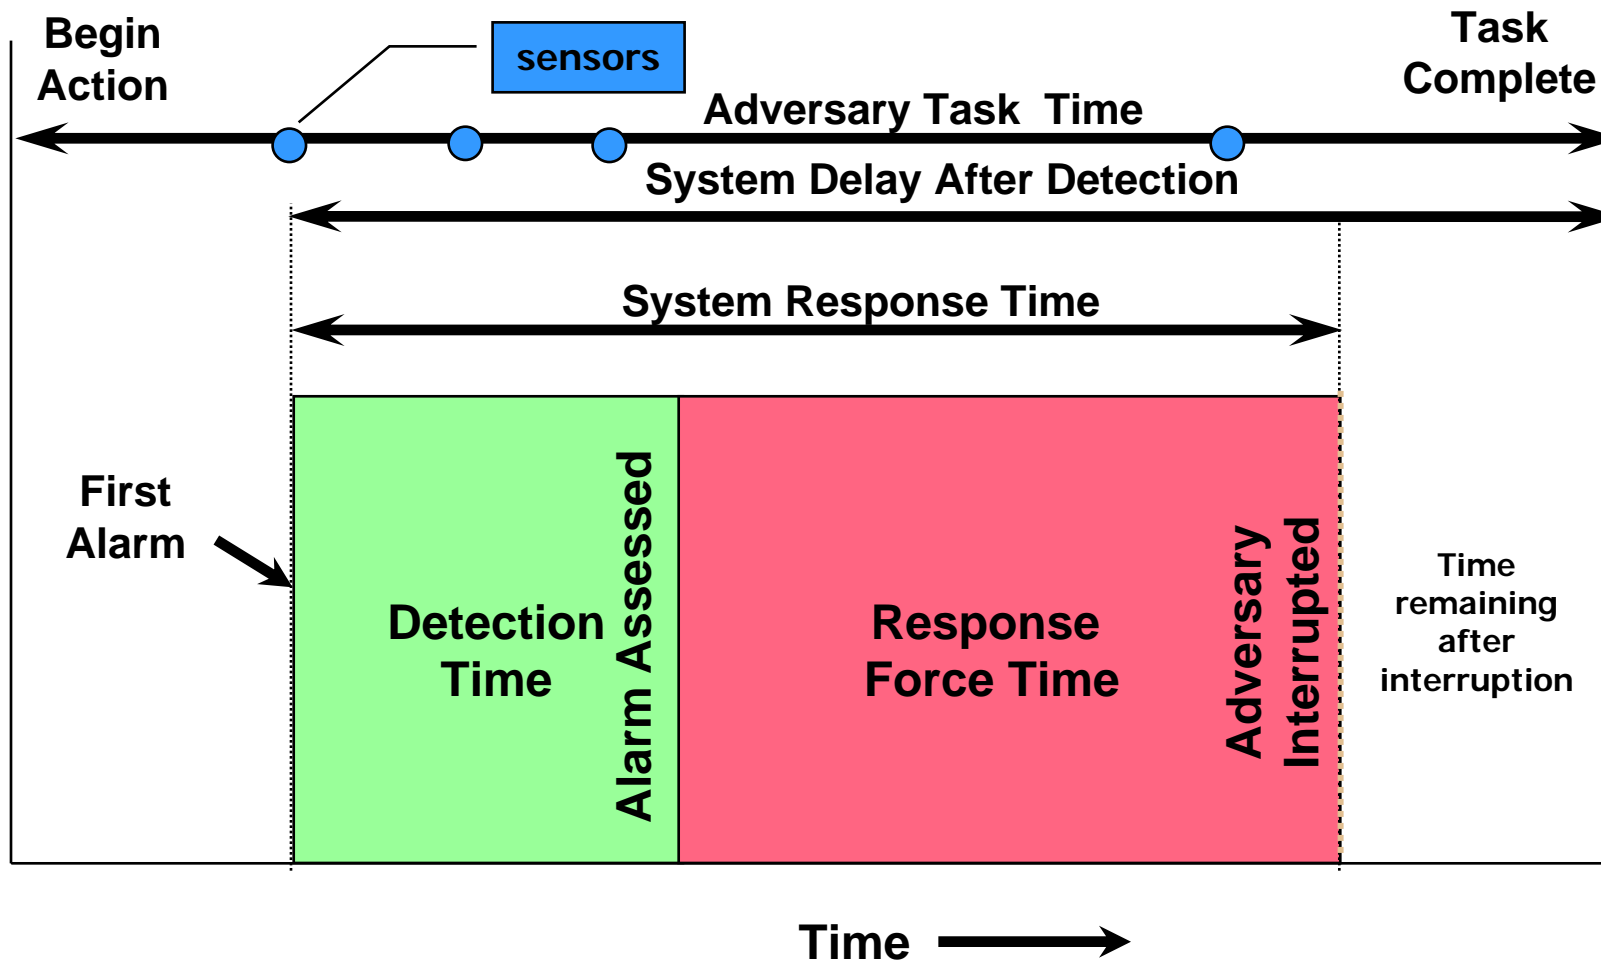 Begin
Action
sensors
Task
Complete
Adversary Task Time
System Delay After Detection
System Response Time
First
Alarm
Detection
Time
Alarm Assessed
Response
Force Time
Adversary
Interrupted
Time
remaining
after
interruption
Time